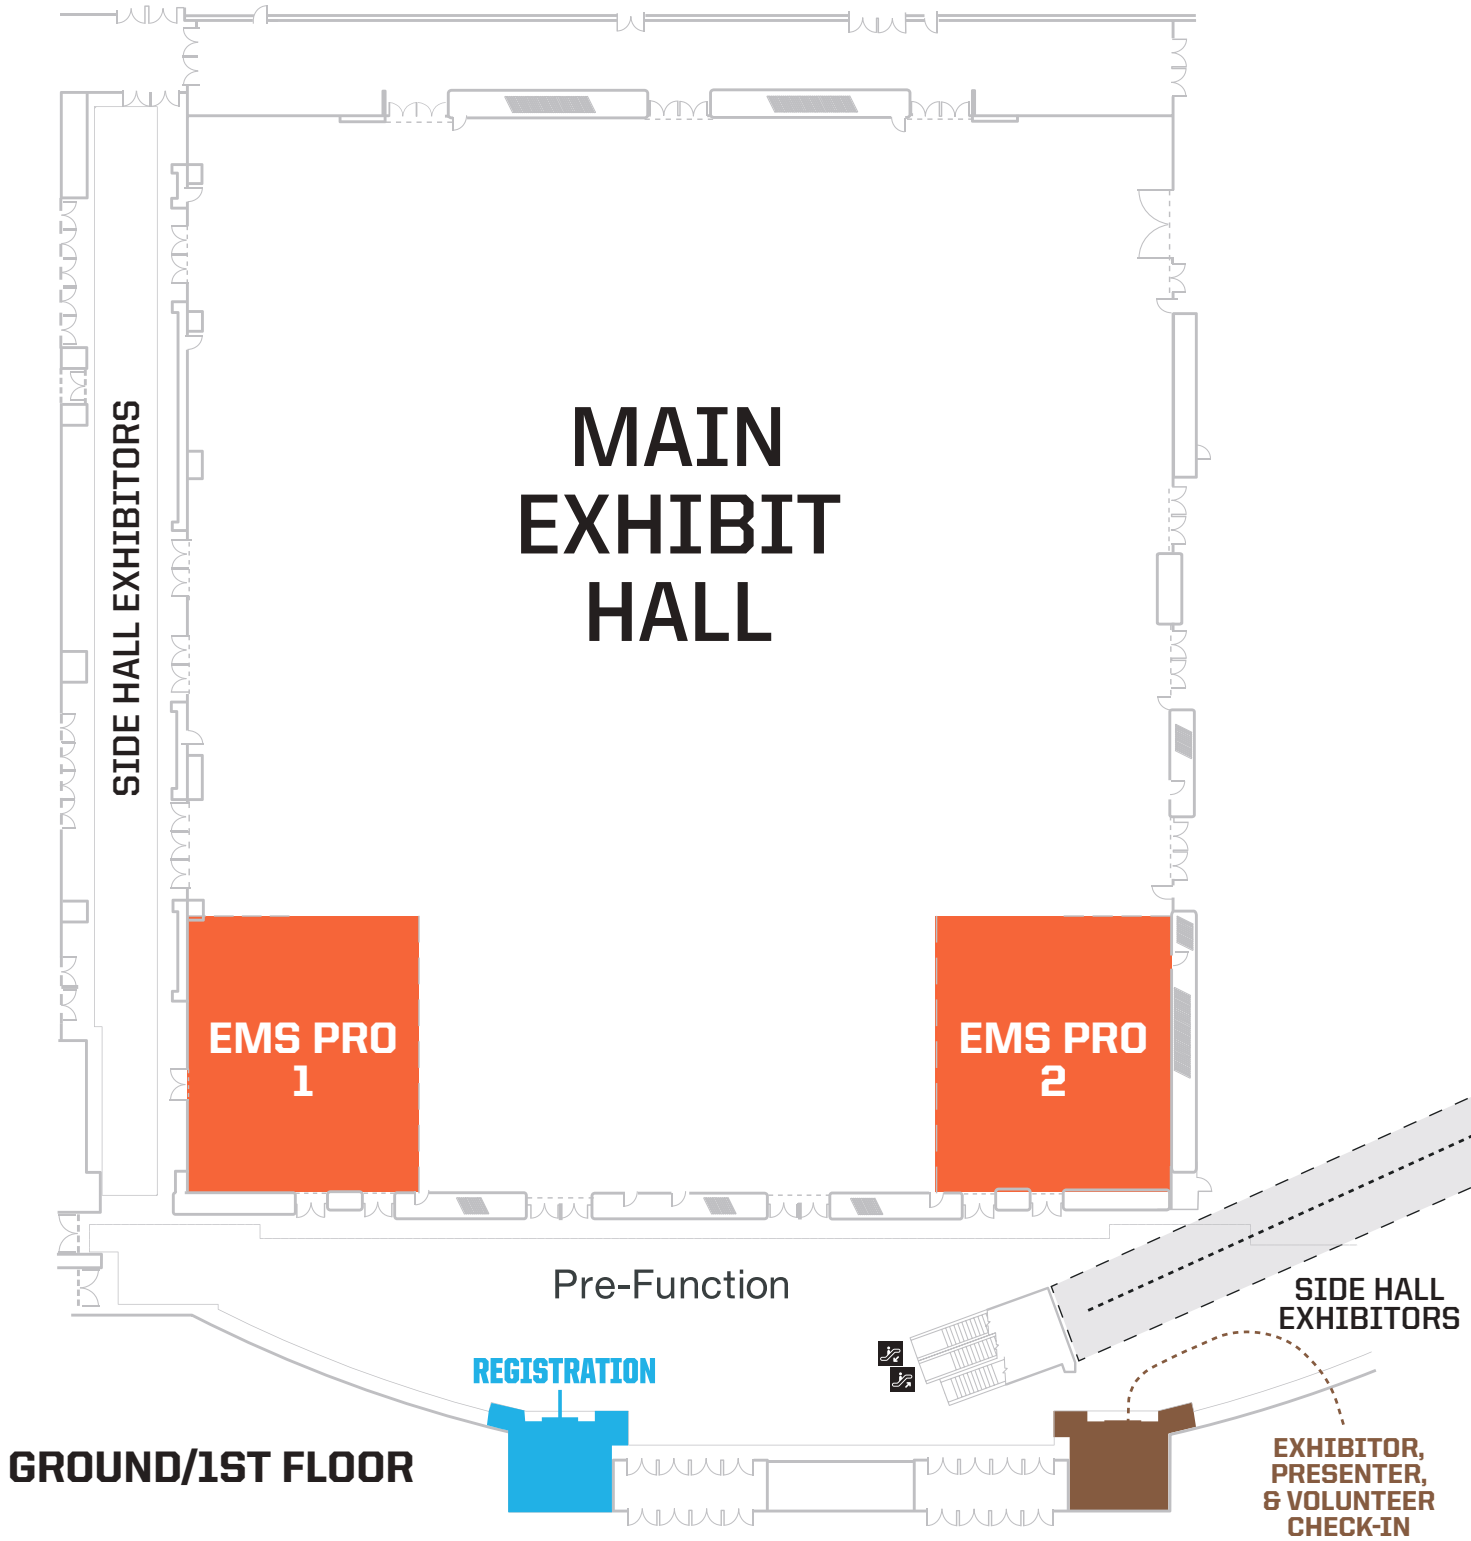 MAIN
EXHIBIT
HALL
SIDE HALL EXHIBITORS
EMS PRO
1
EMS PRO
2
Pre-Function
SIDE HALL
EXHIBITORS
REGISTRATION
GROUND/1ST FLOOR
EXHIBITOR,
PRESENTER,
& VOLUNTEER
CHECK-IN